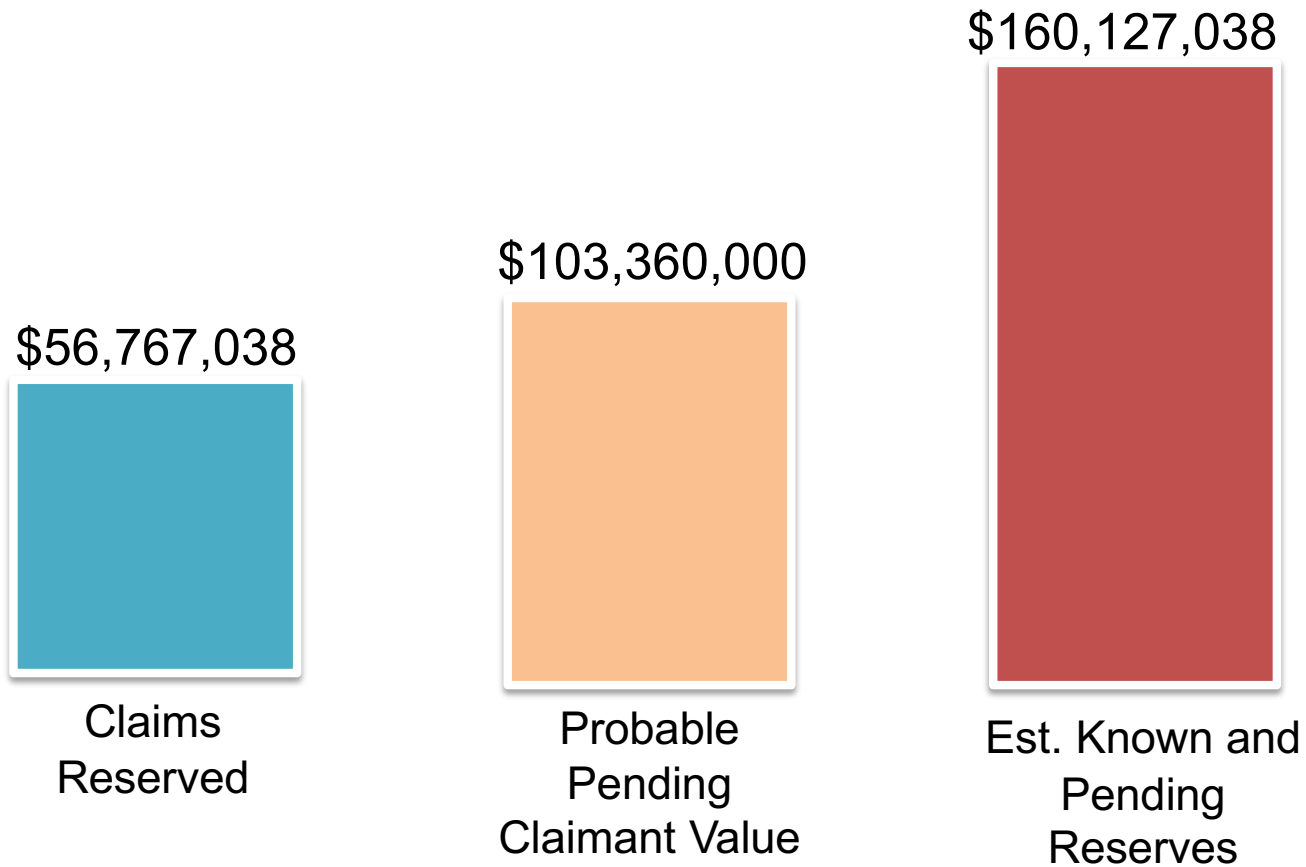 $56,767,038
Claims
Reserved
$103,360,000
Probable
Pending
Claimant Value
$160,127,038
Est. Known and
Pending
Reserves